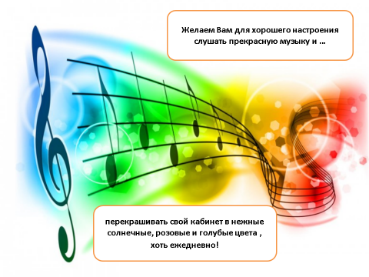 Желаем Вам для хорошего настроения
слушать прекрасную музыку и ...
перекрашивать свой кабинет в нежные
солнечные, розовые и голубые цвета ,
хоть ежедневно!